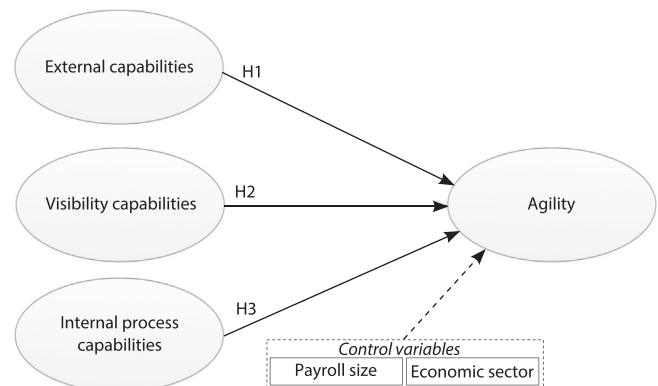 External capabilities
H1
Visibility capabilities
H2
Agility
Internal process
capabilities
H3
Control variables
Payroll size
Economic sector